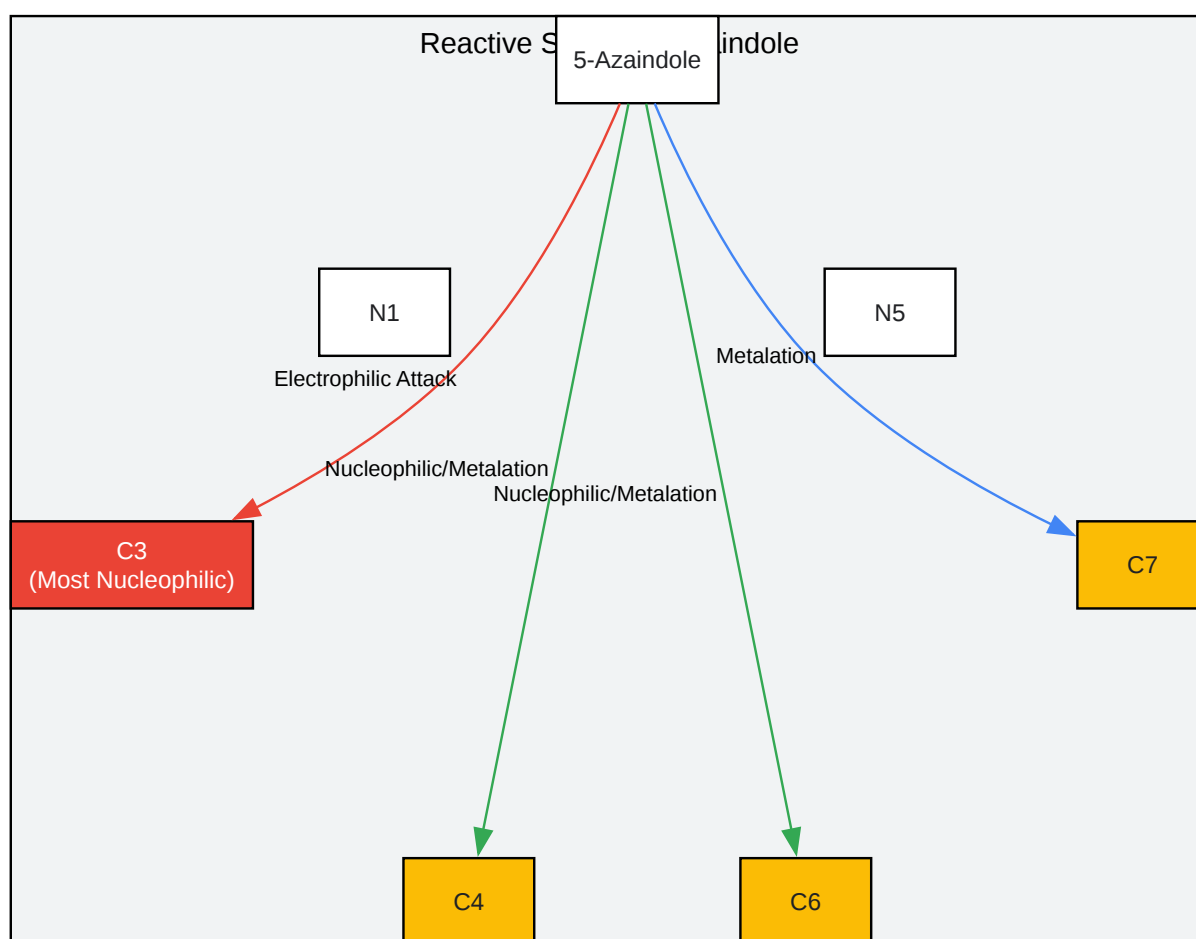 Reactive S indole
5-Azaindole
N1
N5
Metalation
Electrophilic Attack
Nucleophilic/Metalation
Nucleophilic/Metalation
C3
(Most Nucleophilic)
C7
C4
C6